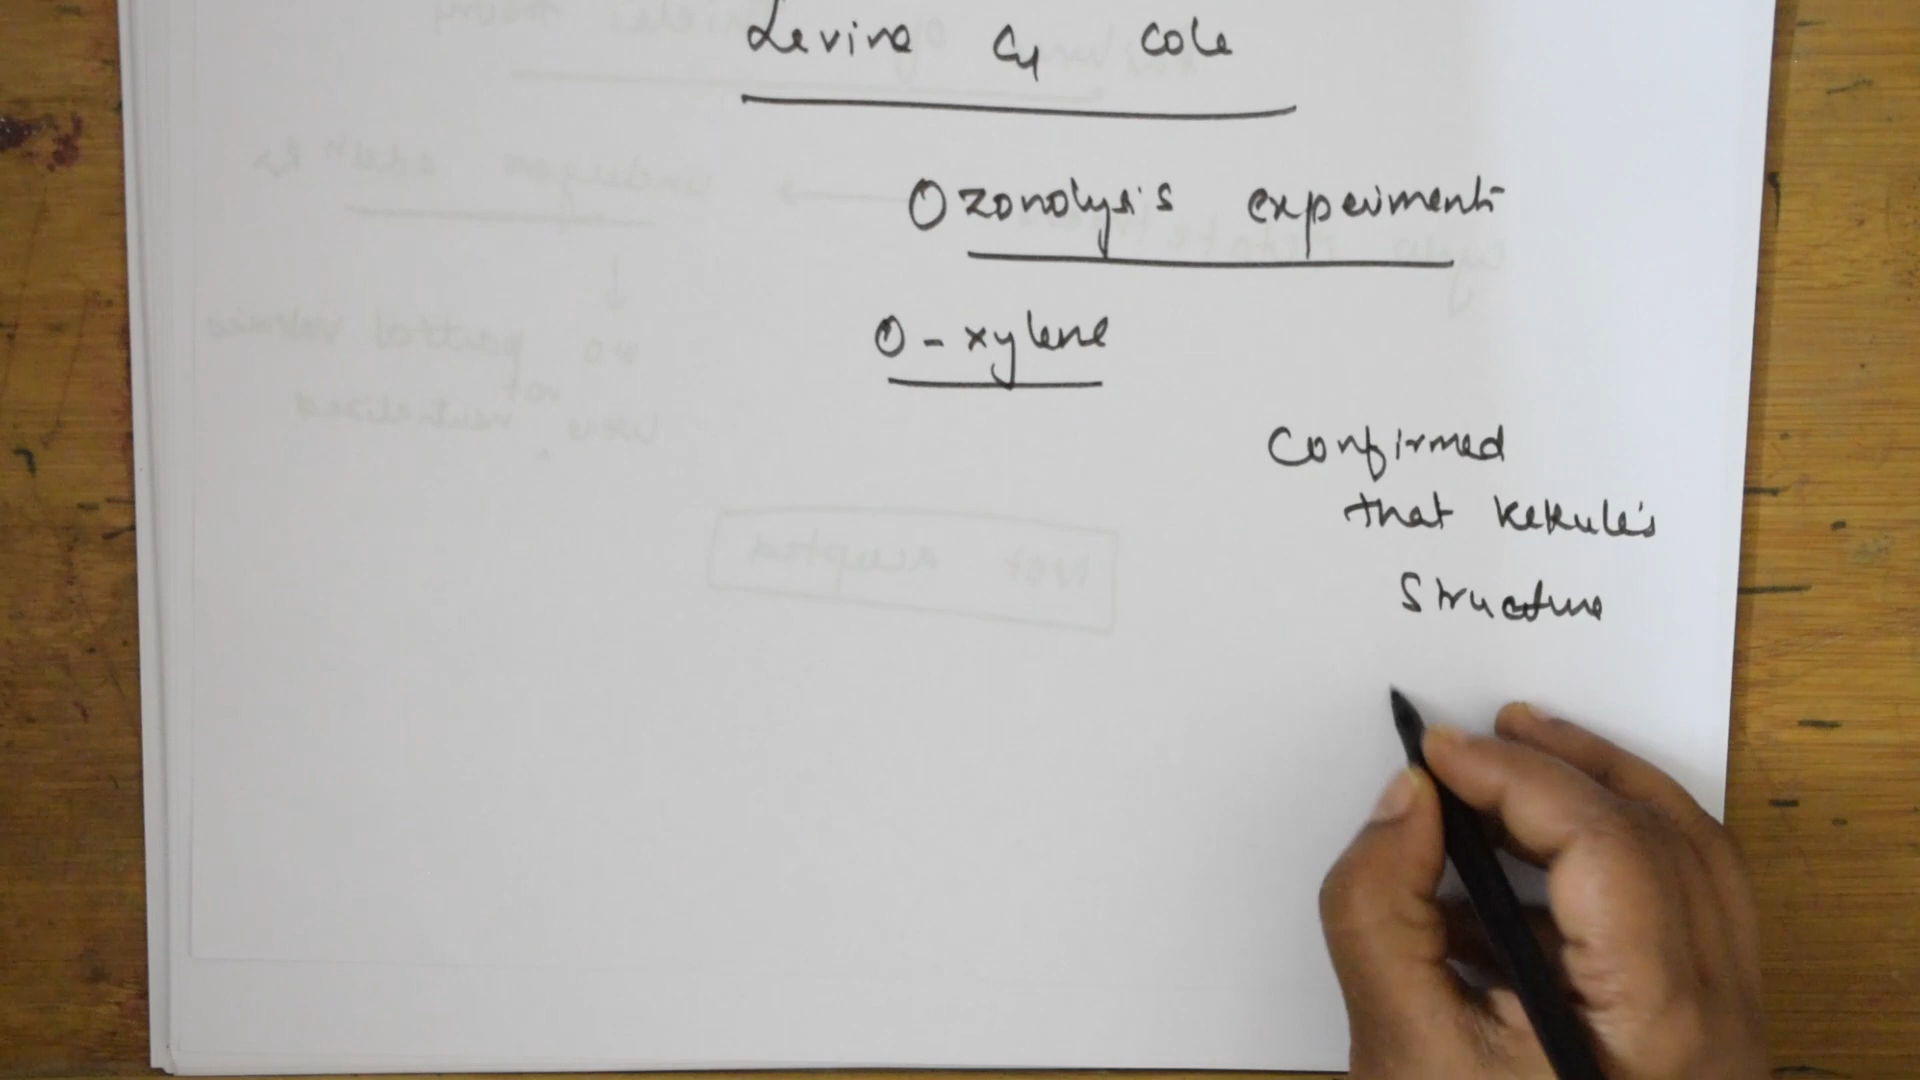 Levine & Cole
Ozonolysis experiment
O - xylene
Confirmed
that Kekule's
Structure